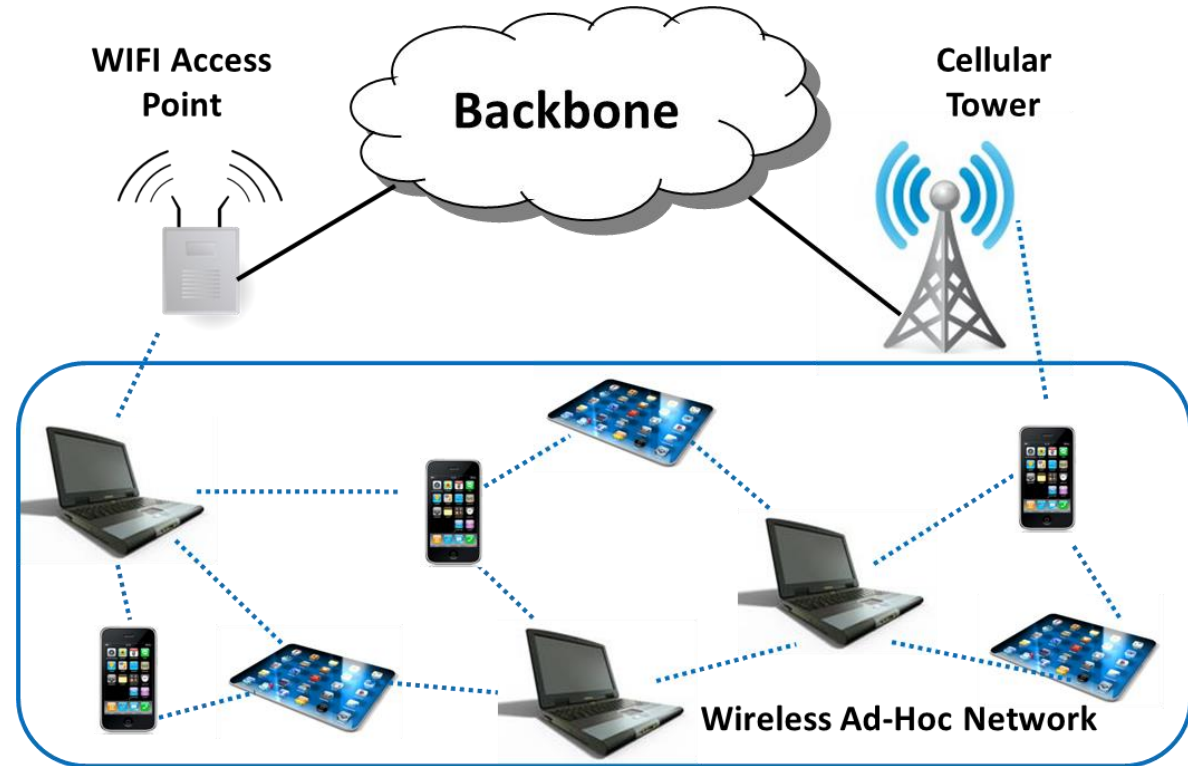 WIFI Access
Point
Backbone
Cellular
Tower
Wireless Ad-Hoc Network